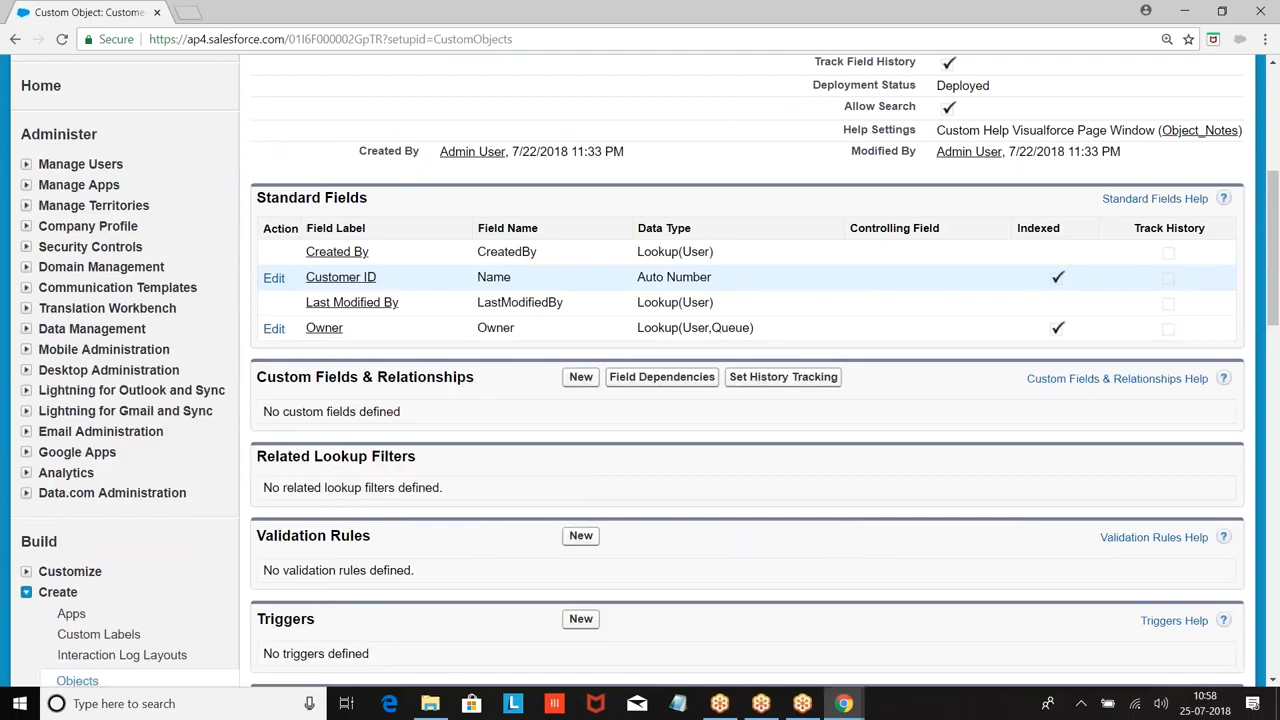 Custom Object: Custome
Secure
https://ap4.salesforce.com/01I6F000002GpTR?setupid=CustomObjects
Home
Administer
Manage Users
Manage Apps
Manage Territories
Company Profile
Security Controls
Domain Management
Communication Templates
Translation Workbench
Data Management
Mobile Administration
Desktop Administration
Lightning for Outlook and Sync
Lightning for Gmail and Sync
Email Administration
Google Apps
Analytics
Data.com Administration
Build
Customize
Create
Apps
Custom Labels
Interaction Log Layouts
Objects
Track Field History
Deployment Status Deployed
Allow Search
Help Settings Custom Help Visualforce Page Window (Object_Notes)
Created By Admin User, 7/22/2018 11:33 PM Modified By Admin User, 7/22/2018 11:33 PM
Standard Fields Standard Fields Help ?
Action Field Label Field Name Data Type Controlling Field Indexed Track History
Created By CreatedBy Lookup(User)
Edit Customer ID Name Auto Number
Last Modified By LastModifiedBy Lookup(User)
Edit Owner Owner Lookup(User,Queue)
Custom Fields & Relationships New Field Dependencies Set History Tracking Custom Fields & Relationships Help ?
No custom fields defined
Related Lookup Filters
No related lookup filters defined.
Validation Rules New Validation Rules Help ?
No validation rules defined.
Triggers New Triggers Help ?
No triggers defined
Type here to search
10:58
25-07-2018